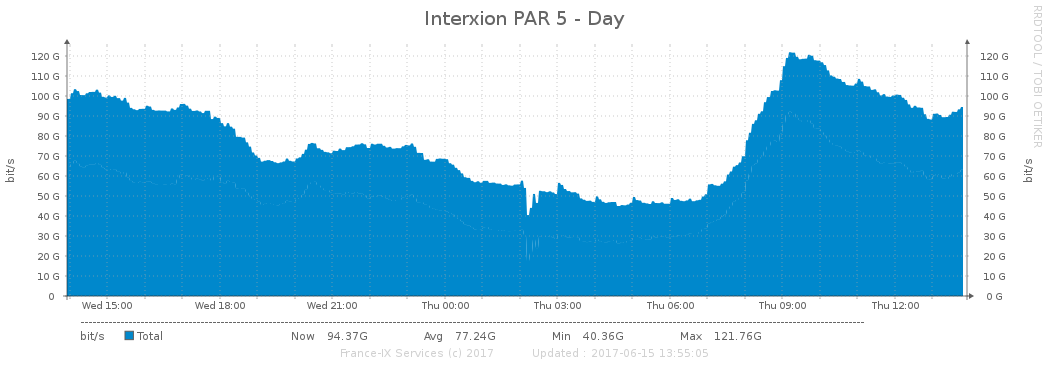 Interxion PAR 5 - Day
RRDTOOL / TOBI OETIKER
bit/s
120 G 120 G
110 G 110 G
100 G 100 G
90 G 90 G
80 G 80 G
70 G 70 G
60 G 60 G
50 G 50 G
40 G 40 G
30 G 30 G
20 G 20 G
10 G 10 G
0 0 G
bit/s
Wed 15:00 Wed 18:00 Wed 21:00 Thu 00:00 Thu 03:00 Thu 06:00 Thu 09:00 Thu 12:00
bit/s Total Now 94.37G Avg 77.24G Min 40.36G Max 121.76G
France-IX Services (c) 2017 Updated : 2017-06-15 13:55:05